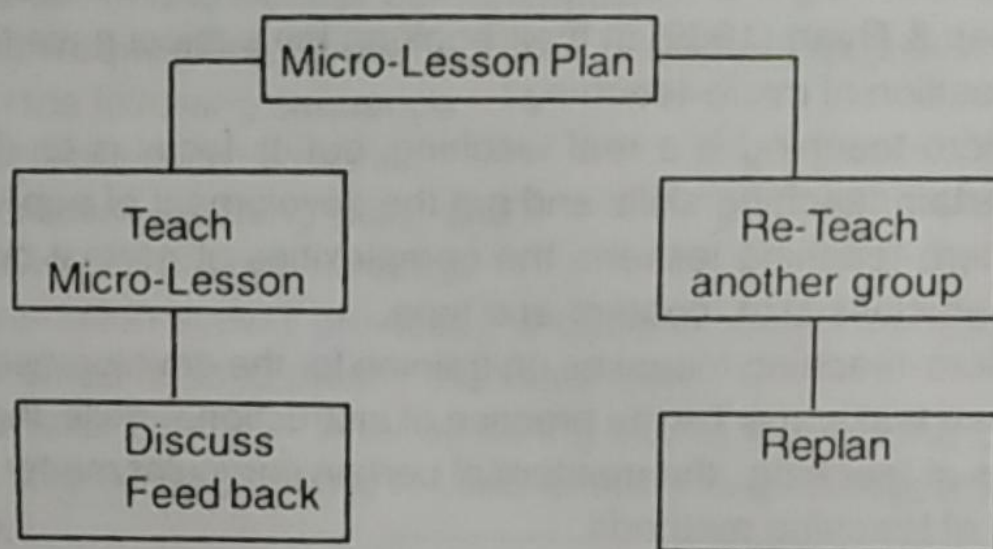 Micro-Lesson Plan
Teach
Micro-Lesson
Re-Teach
another group
Discuss
Feed back
Replan